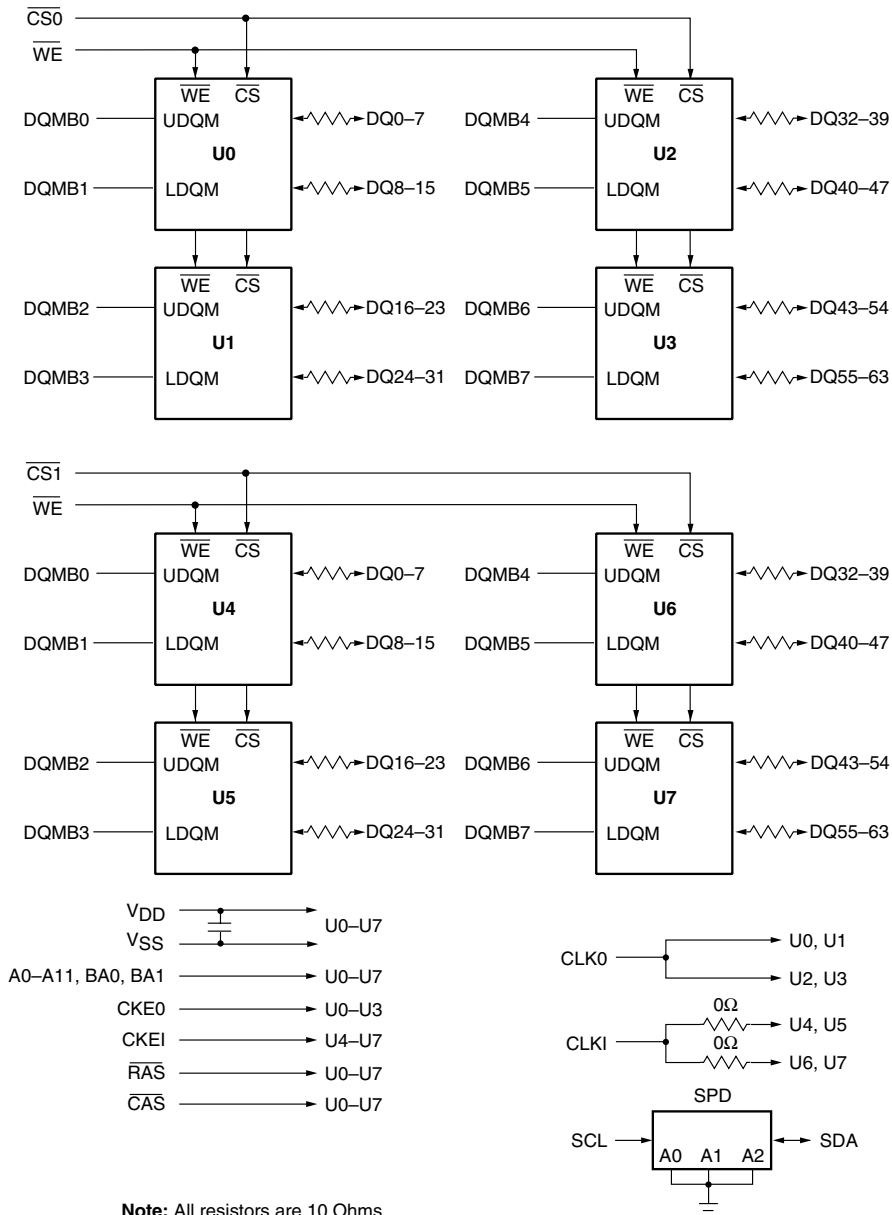 CS0
WE
WE CS WE CS
DQMB0 UDQM DQ0–7 DQMB4 UDQM DQ32–39
U0 U2
DQMB1 LDQM DQ8–15 DQMB5 LDQM DQ40–47
WE CS WE CS
DQMB2 UDQM DQ16–23 DQMB6 UDQM DQ43–54
U1 U3
DQMB3 LDQM DQ24–31 DQMB7 LDQM DQ55–63
CS1
WE
WE CS WE CS
DQMB0 UDQM DQ0–7 DQMB4 UDQM DQ32–39
U4 U6
DQMB1 LDQM DQ8–15 DQMB5 LDQM DQ40–47
WE CS WE CS
DQMB2 UDQM DQ16–23 DQMB6 UDQM DQ43–54
U5 U7
DQMB3 LDQM DQ24–31 DQMB7 LDQM DQ55–63
VDD
U0–U7
VSS
A0–A11, BA0, BA1 U0–U7
CKE0 U0–U3
CKEI U4–U7
RAS U0–U7
CAS U0–U7
CLK0
U0, U1
U2, U3
CLKI
0Ω U4, U5
0Ω U6, U7
SPD
SCL SDA
A0 A1 A2
Note: All resistors are 10 Ohms